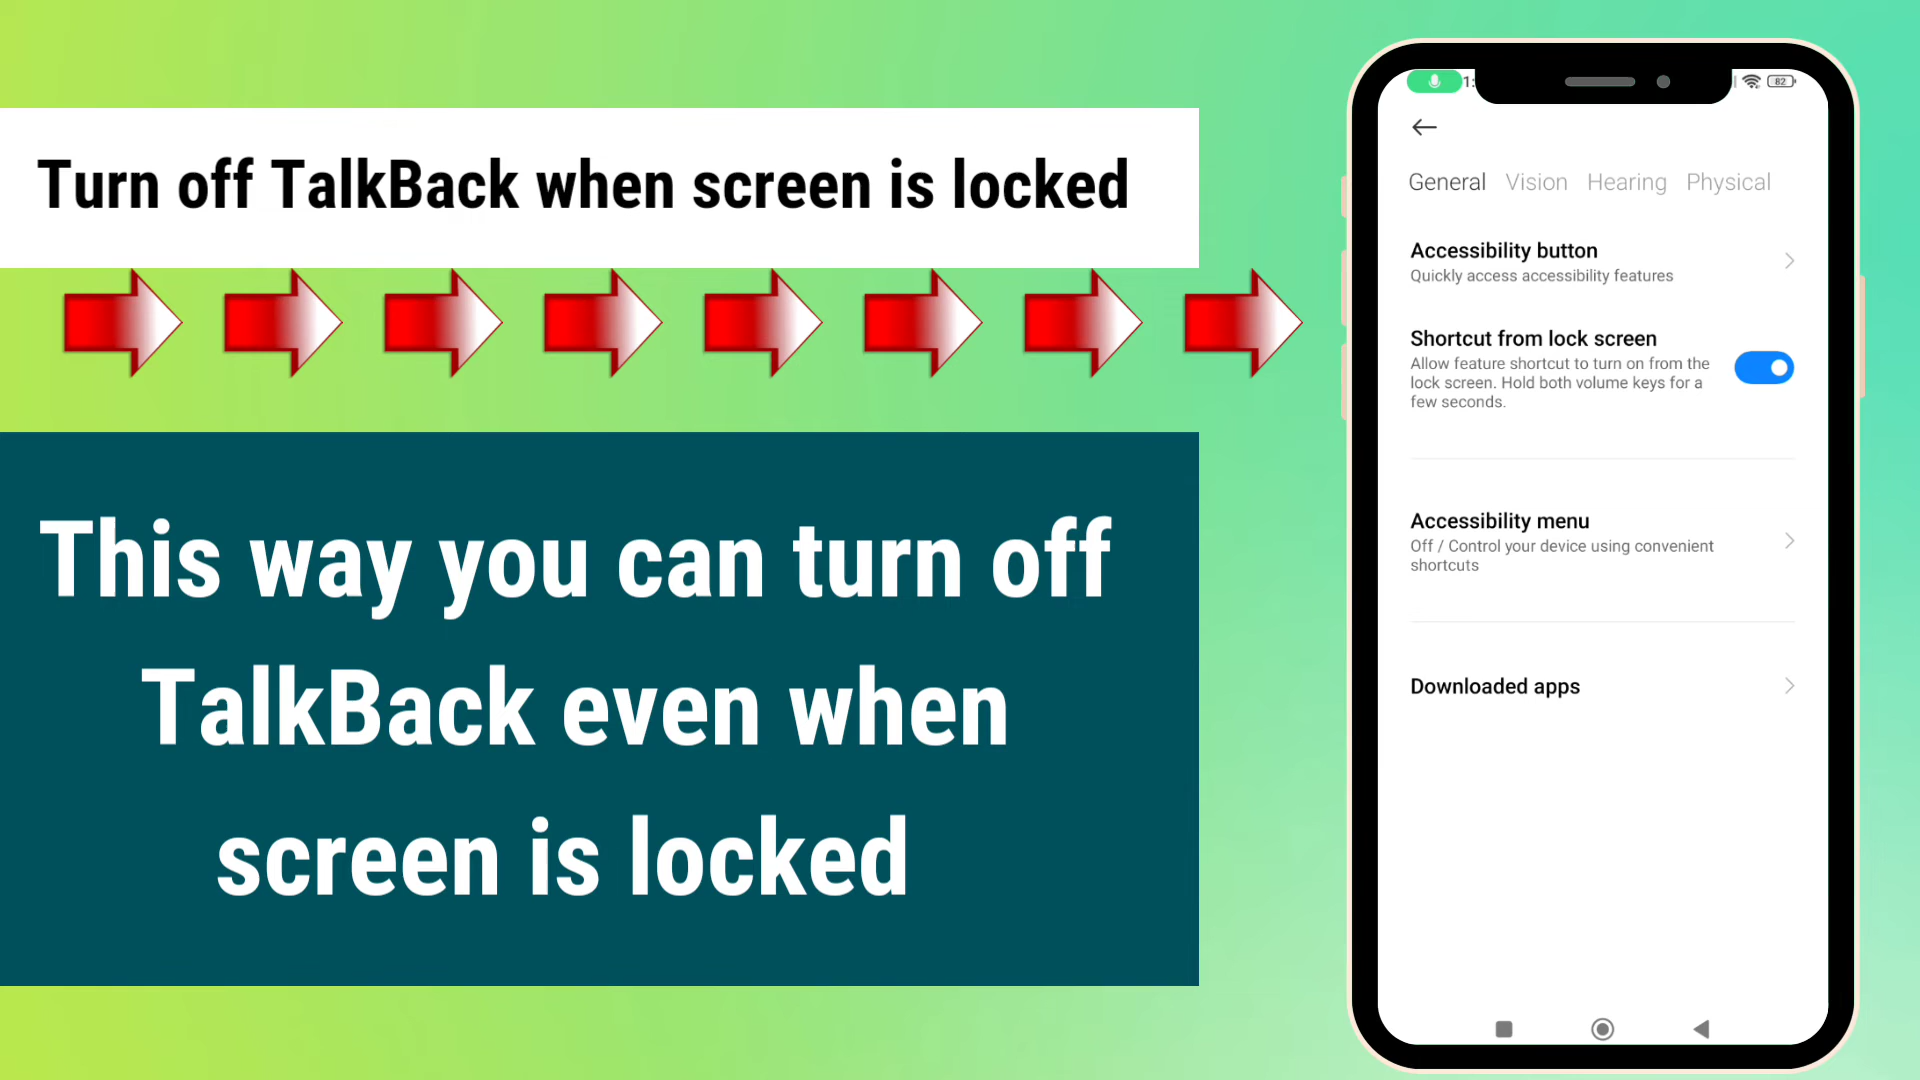 Turn off TalkBack when screen is locked
This way you can turn off
TalkBack even when
screen is locked
1:
82
General Vision Hearing Physical
Accessibility button
Quickly access accessibility features
Shortcut from lock screen
Allow feature shortcut to turn on from the
lock screen. Hold both volume keys for a
few seconds.
Accessibility menu
Off / Control your device using convenient
shortcuts
Downloaded apps